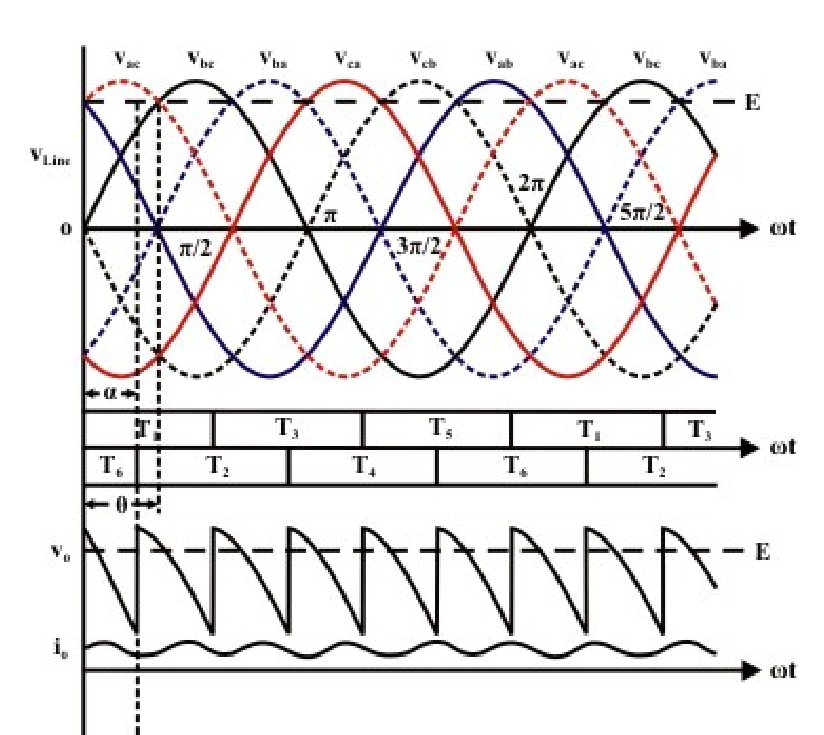 vac vbc vba vca vcb vab vac vbc vba
E
vLine
2π
π
5π/2
0
ωt
π/2
3π/2
α
T1 T3 T5 T1 T3
ωt
T6 T2 T4 T6 T2
θ
vo
E
io
ωt